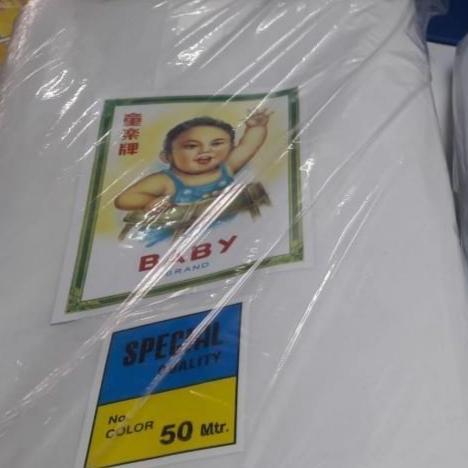 童樂牌
BABY
BRAND
SPECIAL
QUALITY
No.
COLOR 50 Mtr.